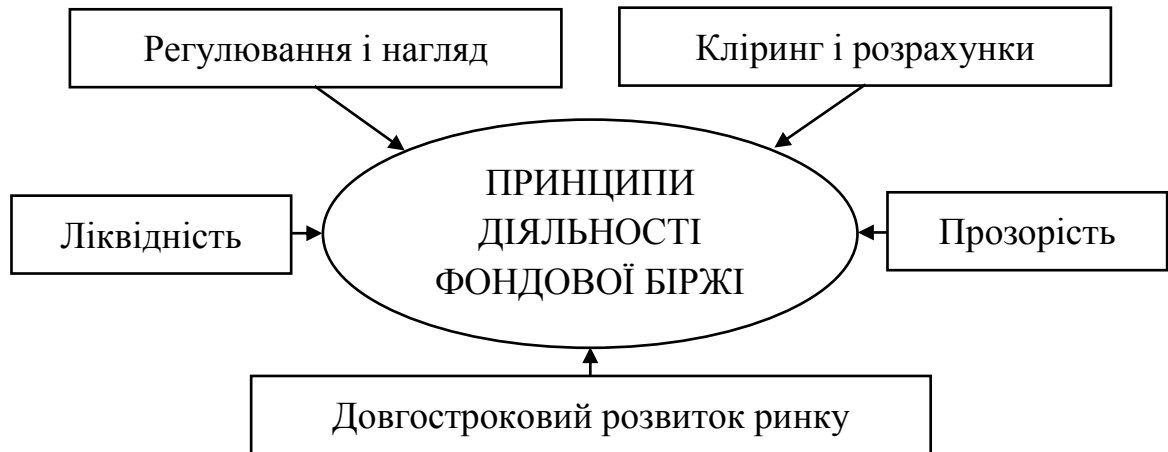 Регулювання і нагляд
Кліринг і розрахунки
Ліквідність
ПРИНЦИПИ
ДІЯЛЬНОСТІ
ФОНДОВОЇ БІРЖІ
Прозорість
Довгостроковий розвиток ринку